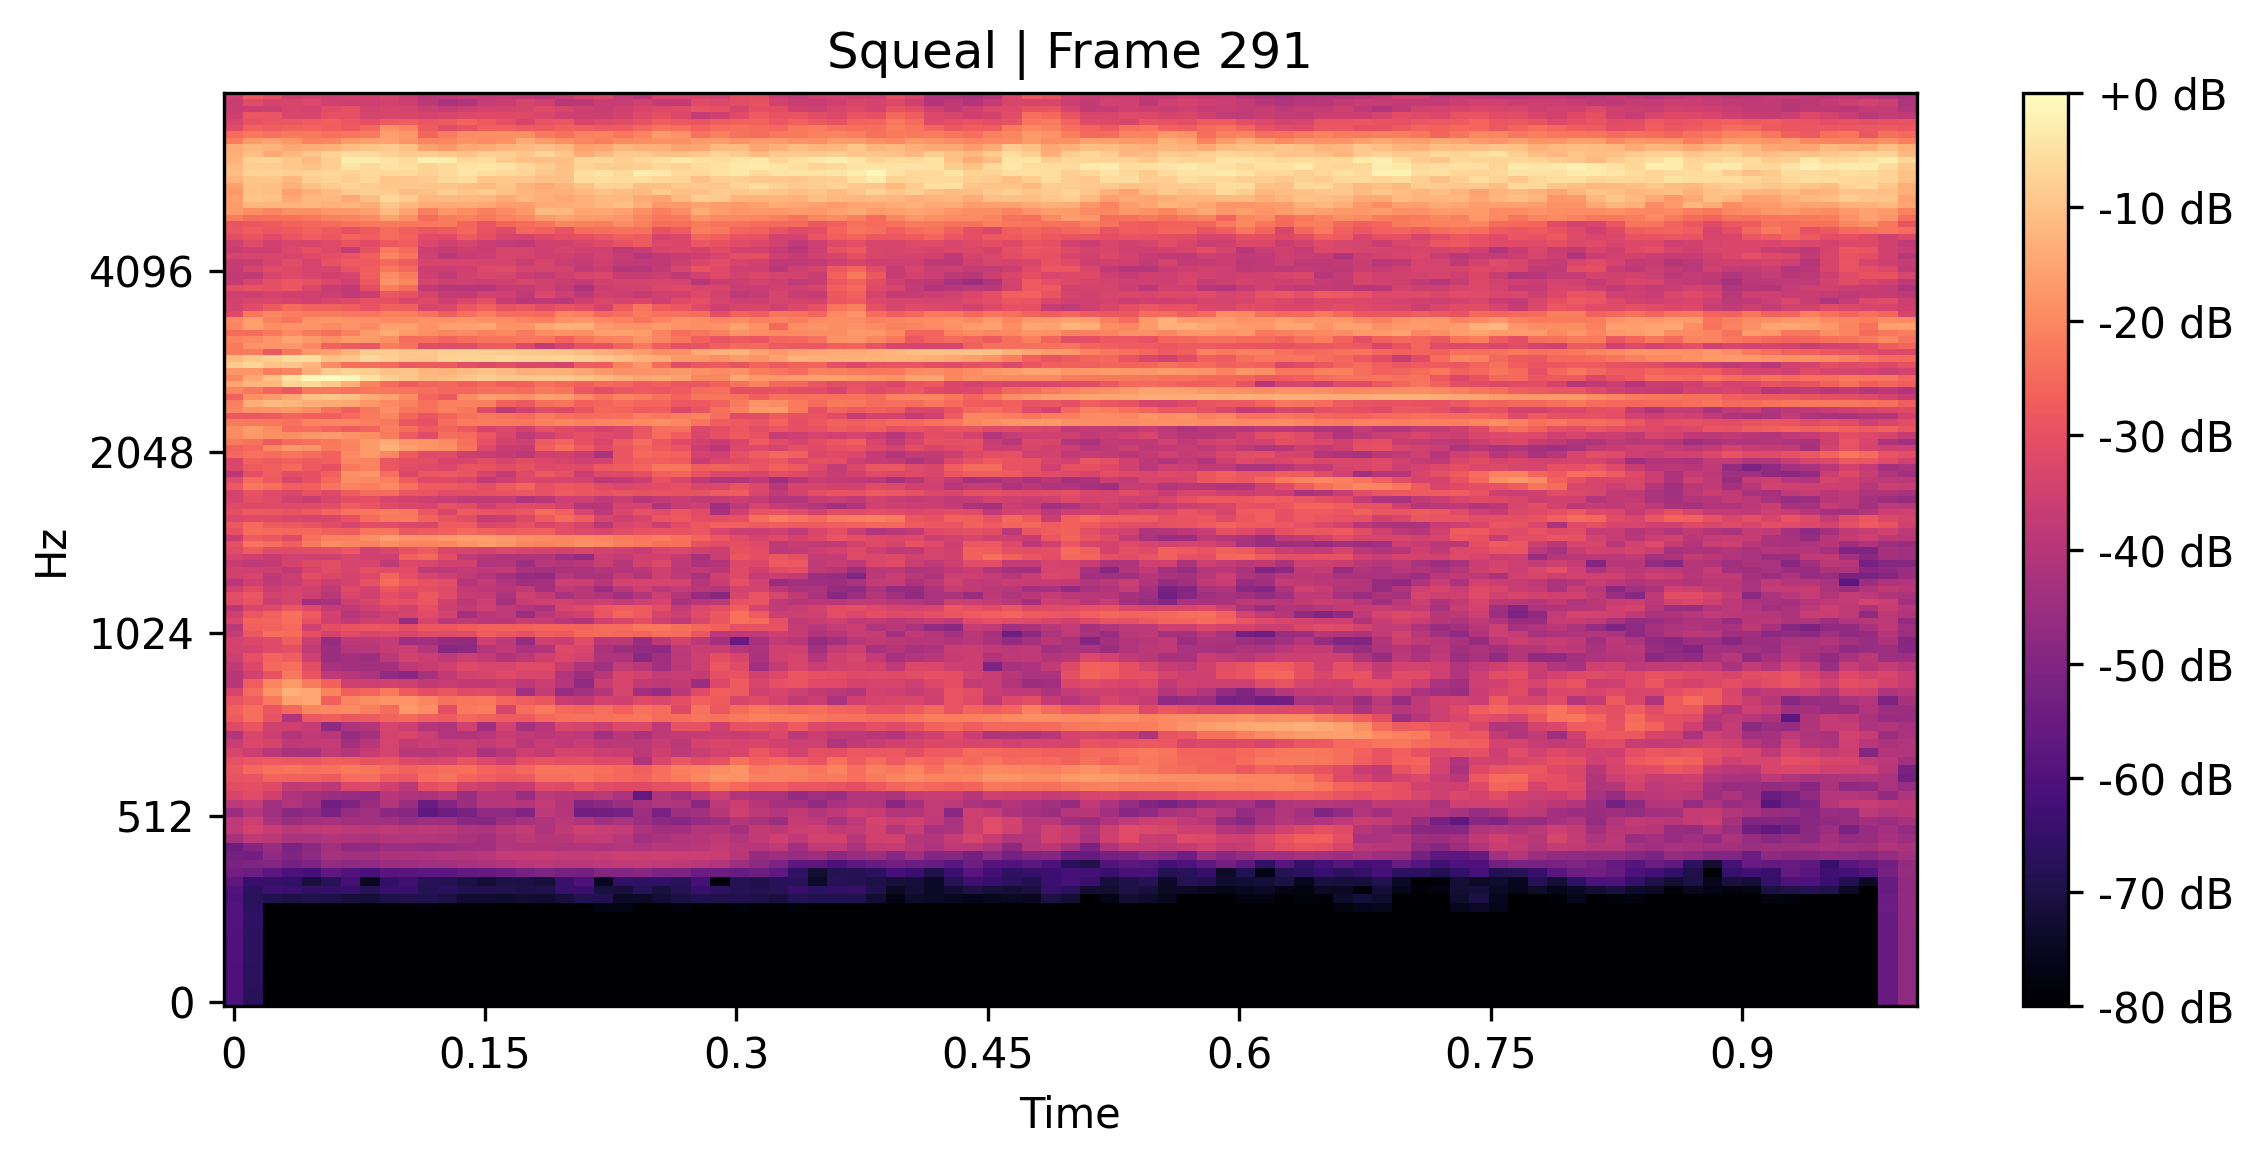 Squeal | Frame 291
+0 dB
-10 dB
-20 dB
-30 dB
-40 dB
-50 dB
-60 dB
-70 dB
-80 dB
Hz
4096
2048
1024
512
0
0 0.15 0.3 0.45 0.6 0.75 0.9
Time